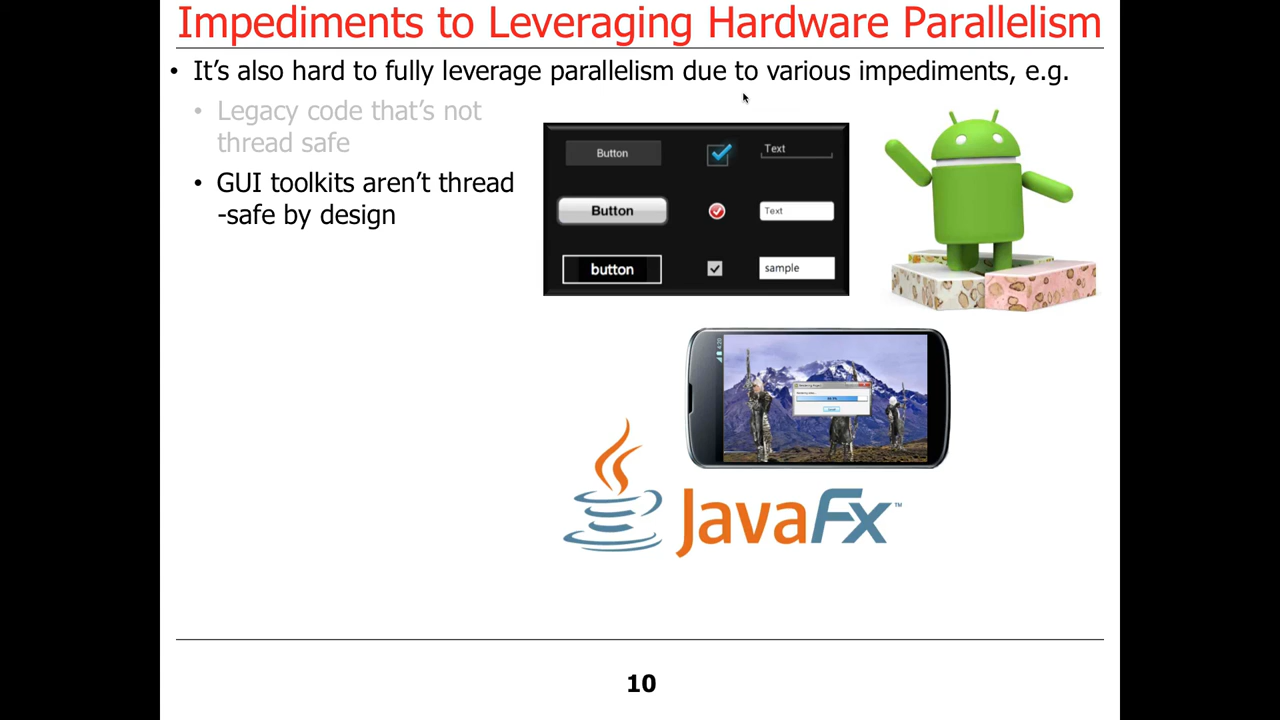 Impediments to Leveraging Hardware Parallelism
• It’s also hard to fully leverage parallelism due to various impediments, e.g.
• Legacy code that’s not
thread safe
• GUI toolkits aren’t thread
-safe by design
Button
Text
Button
Text
button
sample
JavaFx™
10